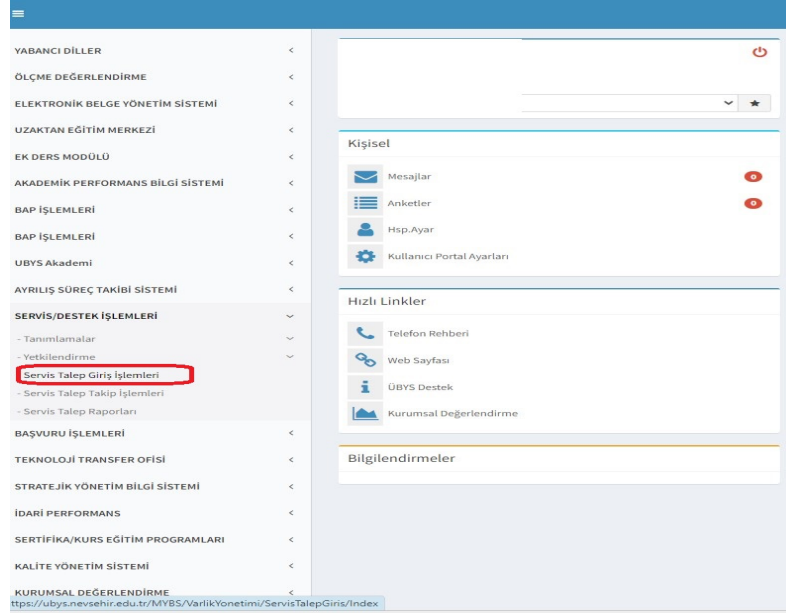 YABANCI DİLLER
ÖLÇME DEĞERLENDİRME
ELEKTRONİK BELGE YÖNETİM SİSTEMİ
UZAKTAN EĞİTİM MERKEZİ
EK DERS MODÜLÜ
AKADEMİK PERFORMANS BİLGİ SİSTEMİ
BAP İŞLEMLERİ
BAP İŞLEMLERİ
UBYS Akademi
AYRILIŞ SÜREÇ TAKİBİ SİSTEMİ
SERVİS/DESTEK İŞLEMLERİ
- Tanımlamalar
- Yetkilendirme
Servis Talep Giriş İşlemleri
- Servis Talep Takip İşlemleri
- Servis Talep Raporları
BAŞVURU İŞLEMLERİ
TEKNOLOJİ TRANSFER OFİSİ
STRATEJİK YÖNETİM BİLGİ SİSTEMİ
İDARİ PERFORMANS
SERTİFİKA/KURS EĞİTİM PROGRAMLARI
KALİTE YÖNETİM SİSTEMİ
KURUMSAL DEĞERLENDİRME
ttps://ubys.nevsehir.edu.tr/MYBS/VarlikYonetimi/ServisTalepGiris/Index
Kişisel
Mesajlar 0
Anketler 0
Hsp.Ayar
Kullanıcı Portal Ayarları
Hızlı Linkler
Telefon Rehberi
Web Sayfası
ÜBYS Destek
Kurumsal Değerlendirme
Bilgilendirmeler